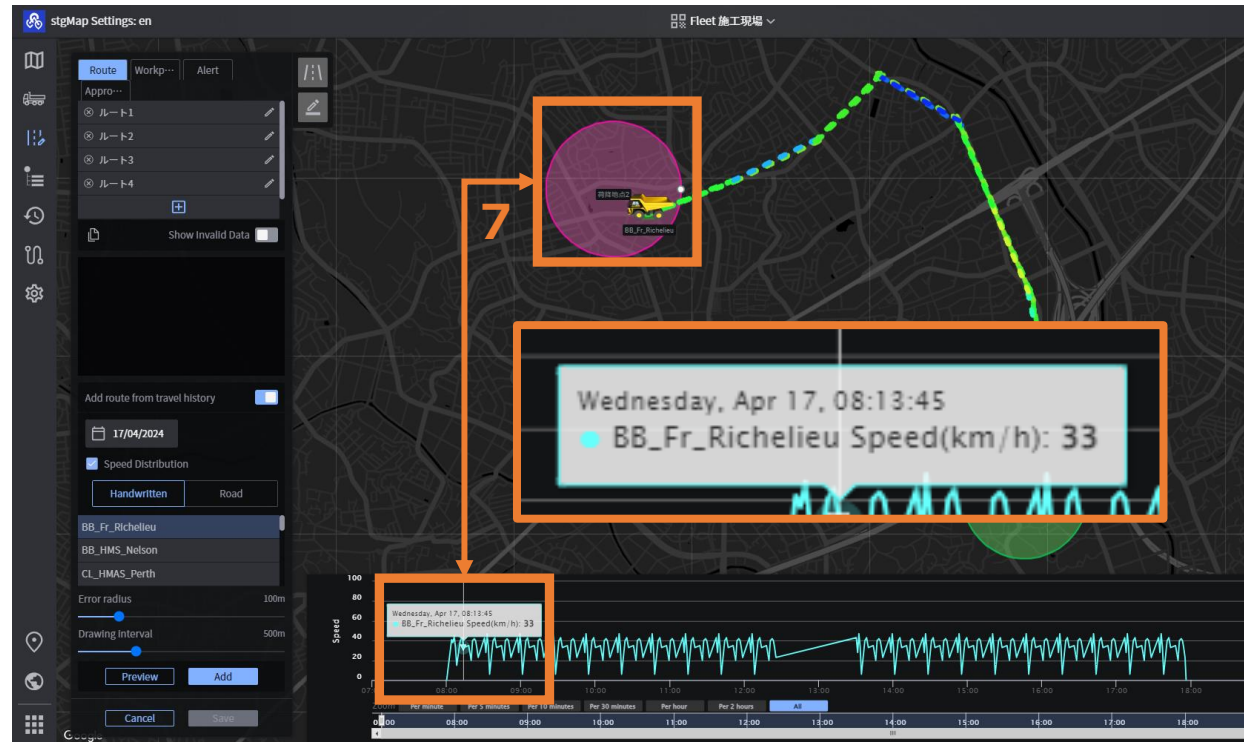 stgMap Settings: en
Fleet 施工現場
Route Workp… Alert
Appro…
ルート1
ルート2
ルート3
ルート4
Show Invalid Data
Add route from travel history
17/04/2024
Speed Distribution
Handwritten Road
BB_Fr_Richelieu
BB_HMS_Nelson
CL_HMAS_Perth
Error radius 100m
Drawing Interval 500m
Preview Add
Cancel Save
Google
7
BB_Fr_Richelieu
Wednesday, Apr 17, 08:13:45
BB_Fr_Richelieu Speed(km/h): 33
Speed
100
80
60
40
20
0
Wednesday, Apr 17, 08:13:45
BB_Fr_Richelieu Speed(km/h): 33
08:00 09:00 10:00 11:00 12:00 13:00 14:00 15:00 16:00 17:00 18:00
Zoom Per minute Per 5 minutes Per 10 minutes Per 30 minutes Per hour Per 2 hours All
08:00 09:00 10:00 11:00 12:00 13:00 14:00 15:00 16:00 17:00 18:00